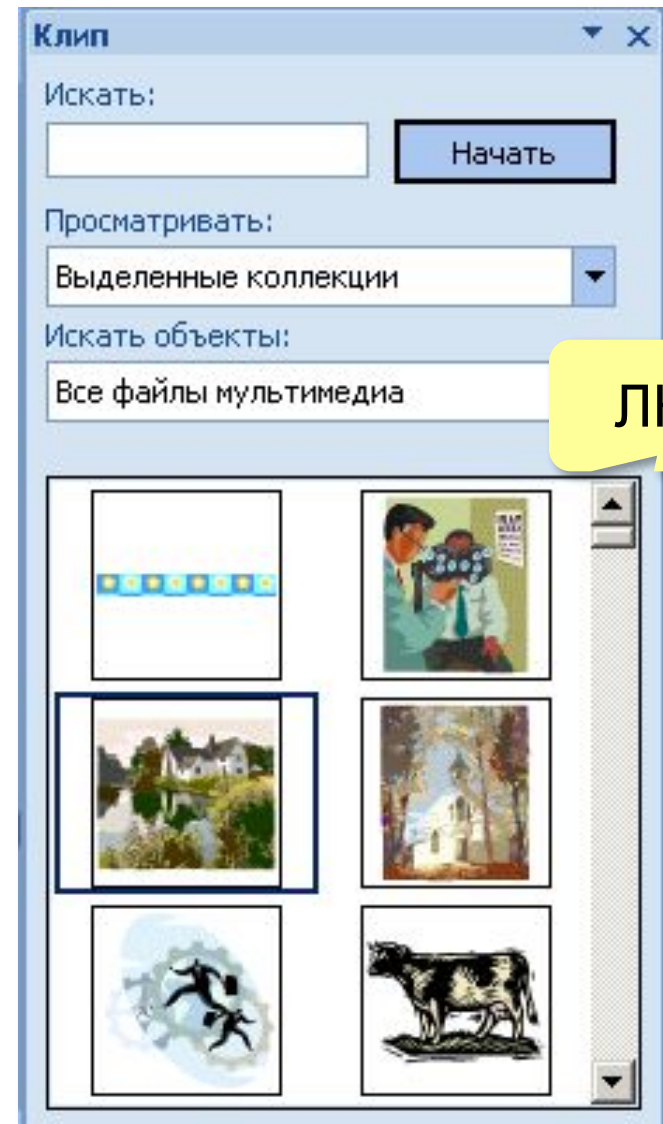 Клип
Искать:
Начать
Просматривать:
Выделенные коллекции
Искать объекты:
Все файлы мультимедиа